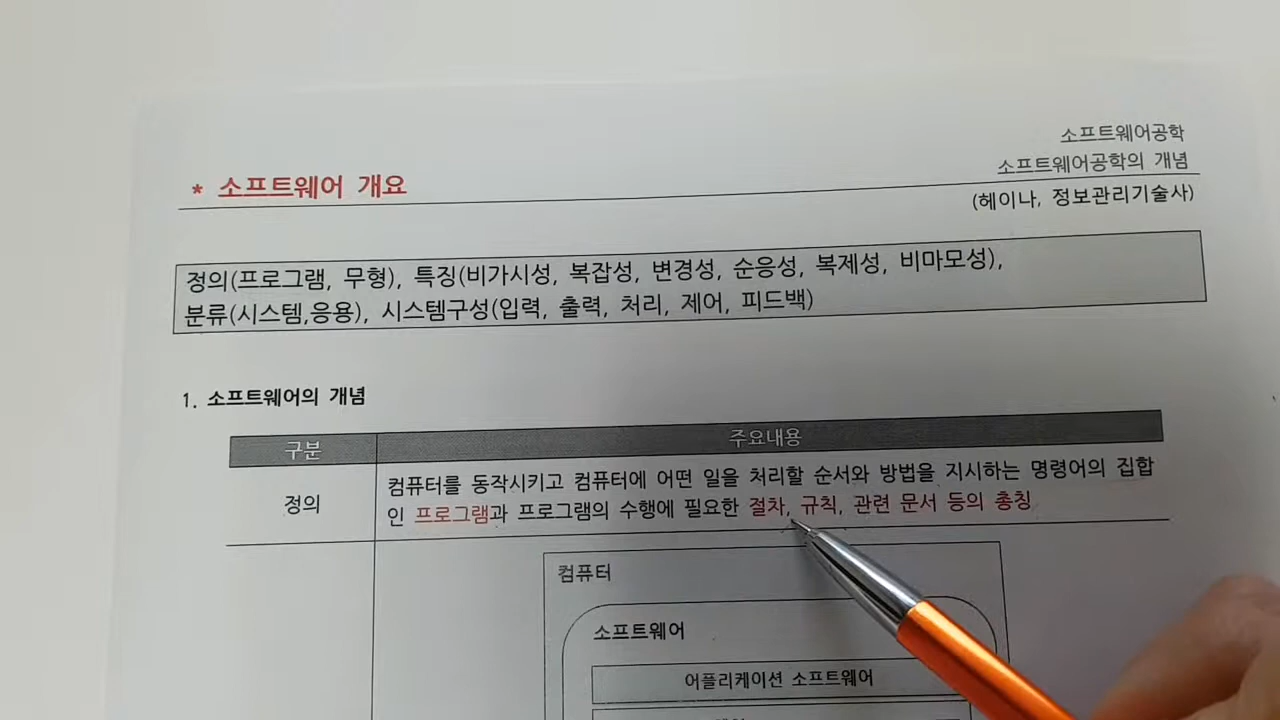 소프트웨어공학
소프트웨어공학의 개념
* 소프트웨어 개요
(헤이나, 정보관리기술사)
정의(프로그램, 무형), 특징(비가시성, 복잡성, 변경성, 순응성, 복제성, 비마모성),
분류(시스템,응용), 시스템구성(입력, 출력, 처리, 제어, 피드백)
1. 소프트웨어의 개념
구분 주요내용
컴퓨터를 동작시키고 컴퓨터에 어떤 일을 처리할 순서와 방법을 지시하는 명령어의 집합
정의
인 프로그램과 프로그램의 수행에 필요한 절차, 규칙, 관련 문서 등의 총칭
컴퓨터
소프트웨어
어플리케이션 소프트웨어